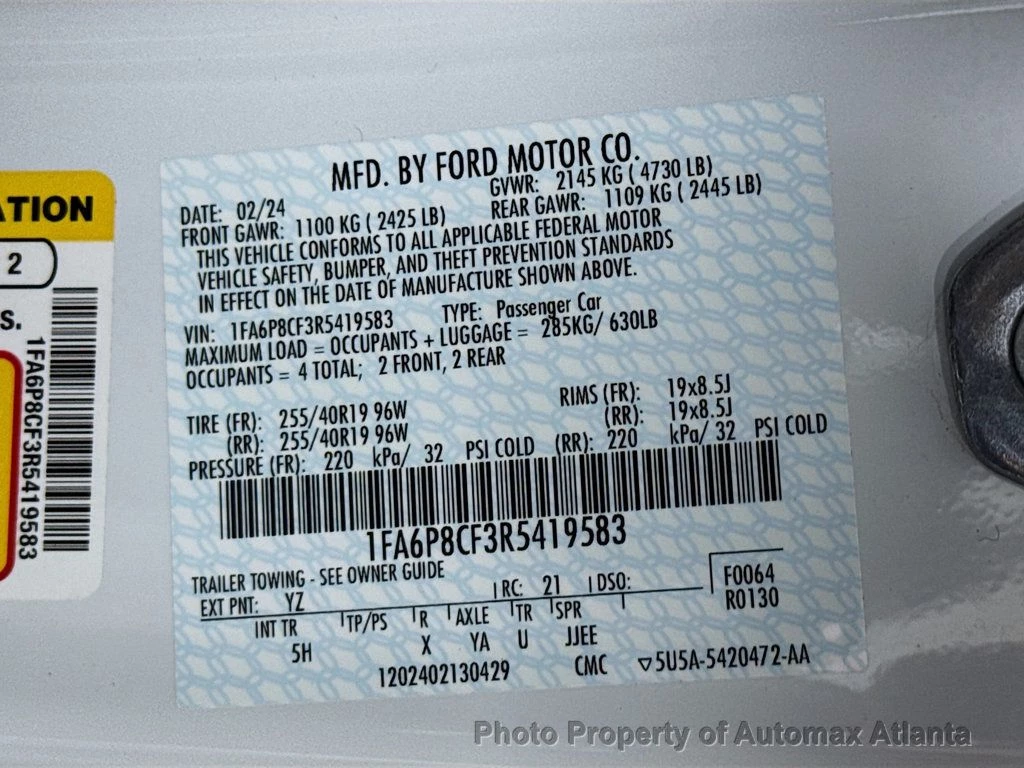 ATION
2
S.
1FA6P8CF3R5419583
MFD. BY FORD MOTOR CO.
DATE: 02/24 GVWR: 2145 KG ( 4730 LB)
FRONT GAWR: 1100 KG ( 2425 LB) REAR GAWR: 1109 KG ( 2445 LB)
THIS VEHICLE CONFORMS TO ALL APPLICABLE FEDERAL MOTOR
VEHICLE SAFETY, BUMPER, AND THEFT PREVENTION STANDARDS
IN EFFECT ON THE DATE OF MANUFACTURE SHOWN ABOVE.
VIN: 1FA6P8CF3R5419583 TYPE: Passenger Car
MAXIMUM LOAD = OCCUPANTS + LUGGAGE = 285KG/ 630LB
OCCUPANTS = 4 TOTAL; 2 FRONT, 2 REAR
TIRE (FR): 255/40R19 96W RIMS (FR): 19x8.5J
(RR): 255/40R19 96W (RR): 19x8.5J
PRESSURE (FR): 220 kPa/ 32 PSI COLD (RR): 220 kPa/ 32 PSI COLD
1FA6P8CF3R5419583
TRAILER TOWING - SEE OWNER GUIDE
EXT PNT: YZ RC: 21 DSO: F0064
R0130
INT TR TP/PS R AXLE TR SPR
5H X YA U JJEE
1202402130429 CMC ▽5U5A-5420472-AA
Photo Property of Automax Atlanta